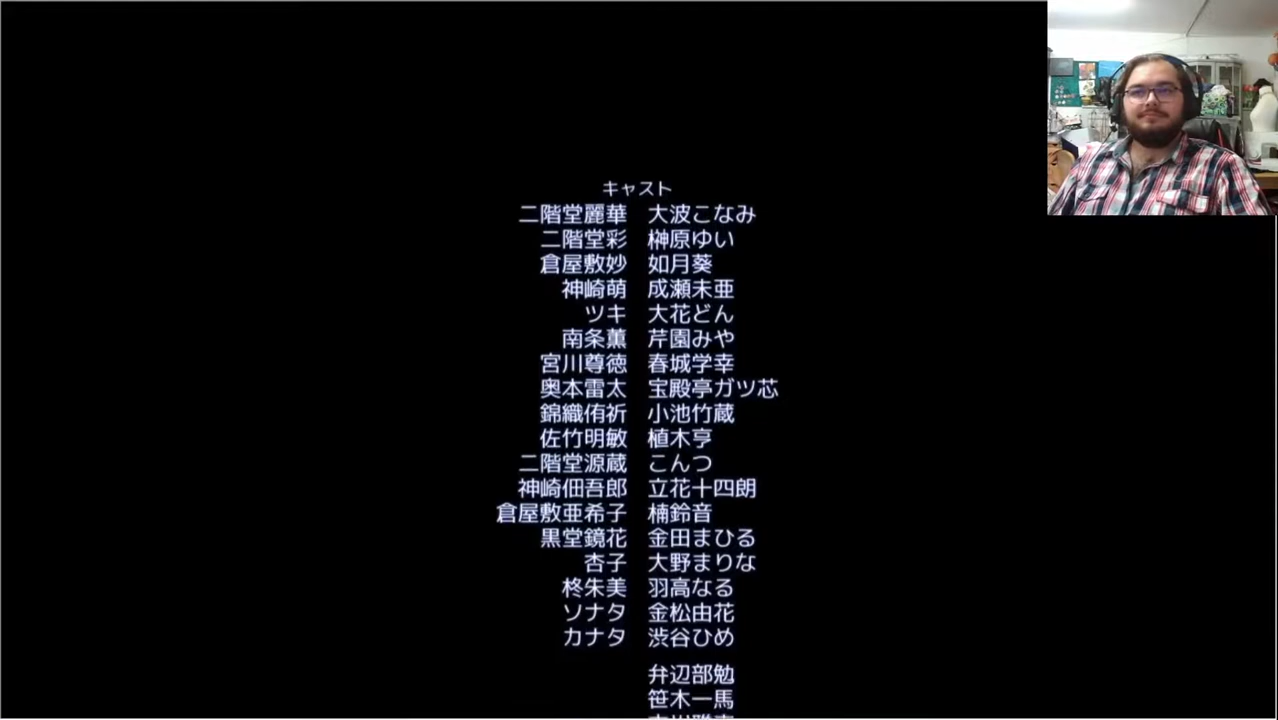 キャスト
二階堂麗華 大波こなみ
二階堂彩 榊原ゆい
倉屋敷妙 如月葵
神崎萌 成瀬未亜
ツキ 大花どん
南条薫 芹園みや
宮川尊徳 春城学幸
奥本雷太 宝殿亭ガツ芯
錦織侑祈 小池竹蔵
佐竹明敏 植木亨
二階堂源蔵 こんつ
神崎佃吾郎 立花十四朗
倉屋敷亜希子 楠鈴音
黒堂鏡花 金田まひる
杏子 大野まりな
柊朱美 羽高なる
ソナタ 金松由花
カナタ 渋谷ひめ
弁辺部勉
笹木一馬